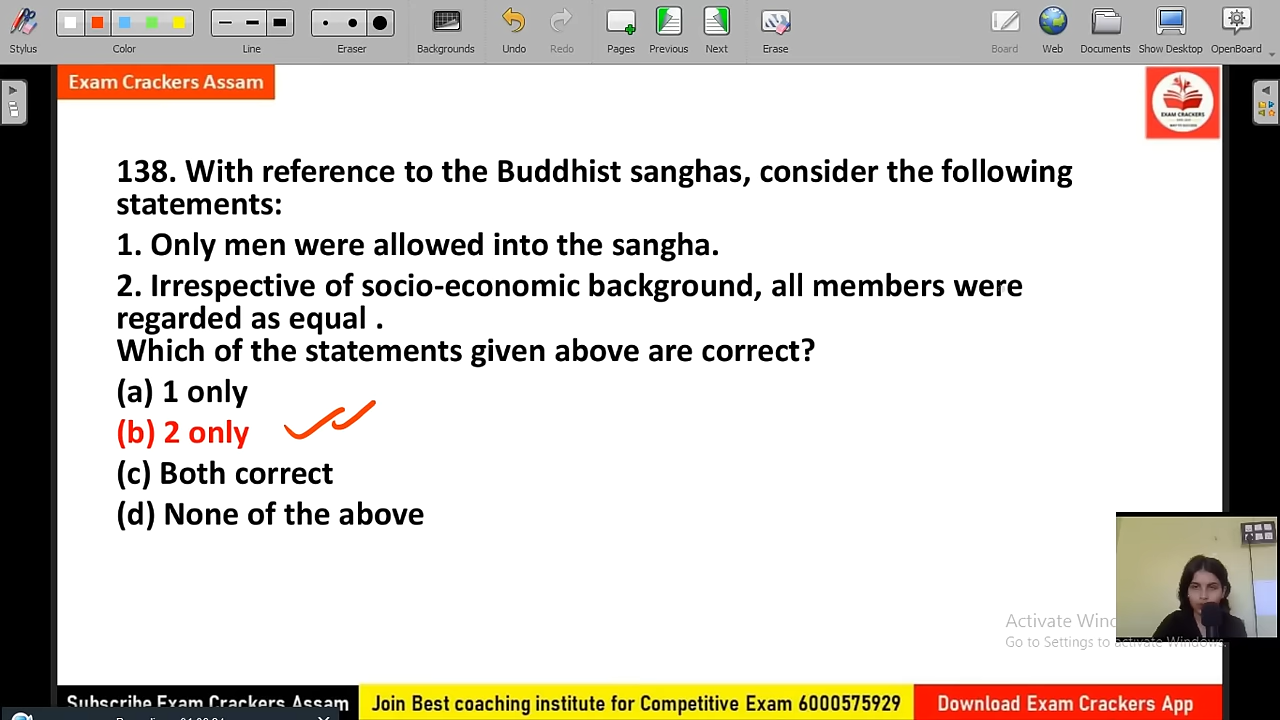 Stylus
Color
Line
Eraser
Backgrounds
Undo
Redo
Pages
Previous
Next
Erase
Board
Web
Documents
Show Desktop
OpenBoard
Exam Crackers Assam
EXAM CRACKERS
138. With reference to the Buddhist sanghas, consider the following
statements:
1. Only men were allowed into the sangha.
2. Irrespective of socio-economic background, all members were
regarded as equal .
Which of the statements given above are correct?
(a) 1 only
(b) 2 only
(c) Both correct
(d) None of the above
Activate Win
Go to Settings to activate Windows.
Subscribe Exam Crackers Assam
Join Best coaching institute for Competitive Exam 6000575929
Download Exam Crackers App